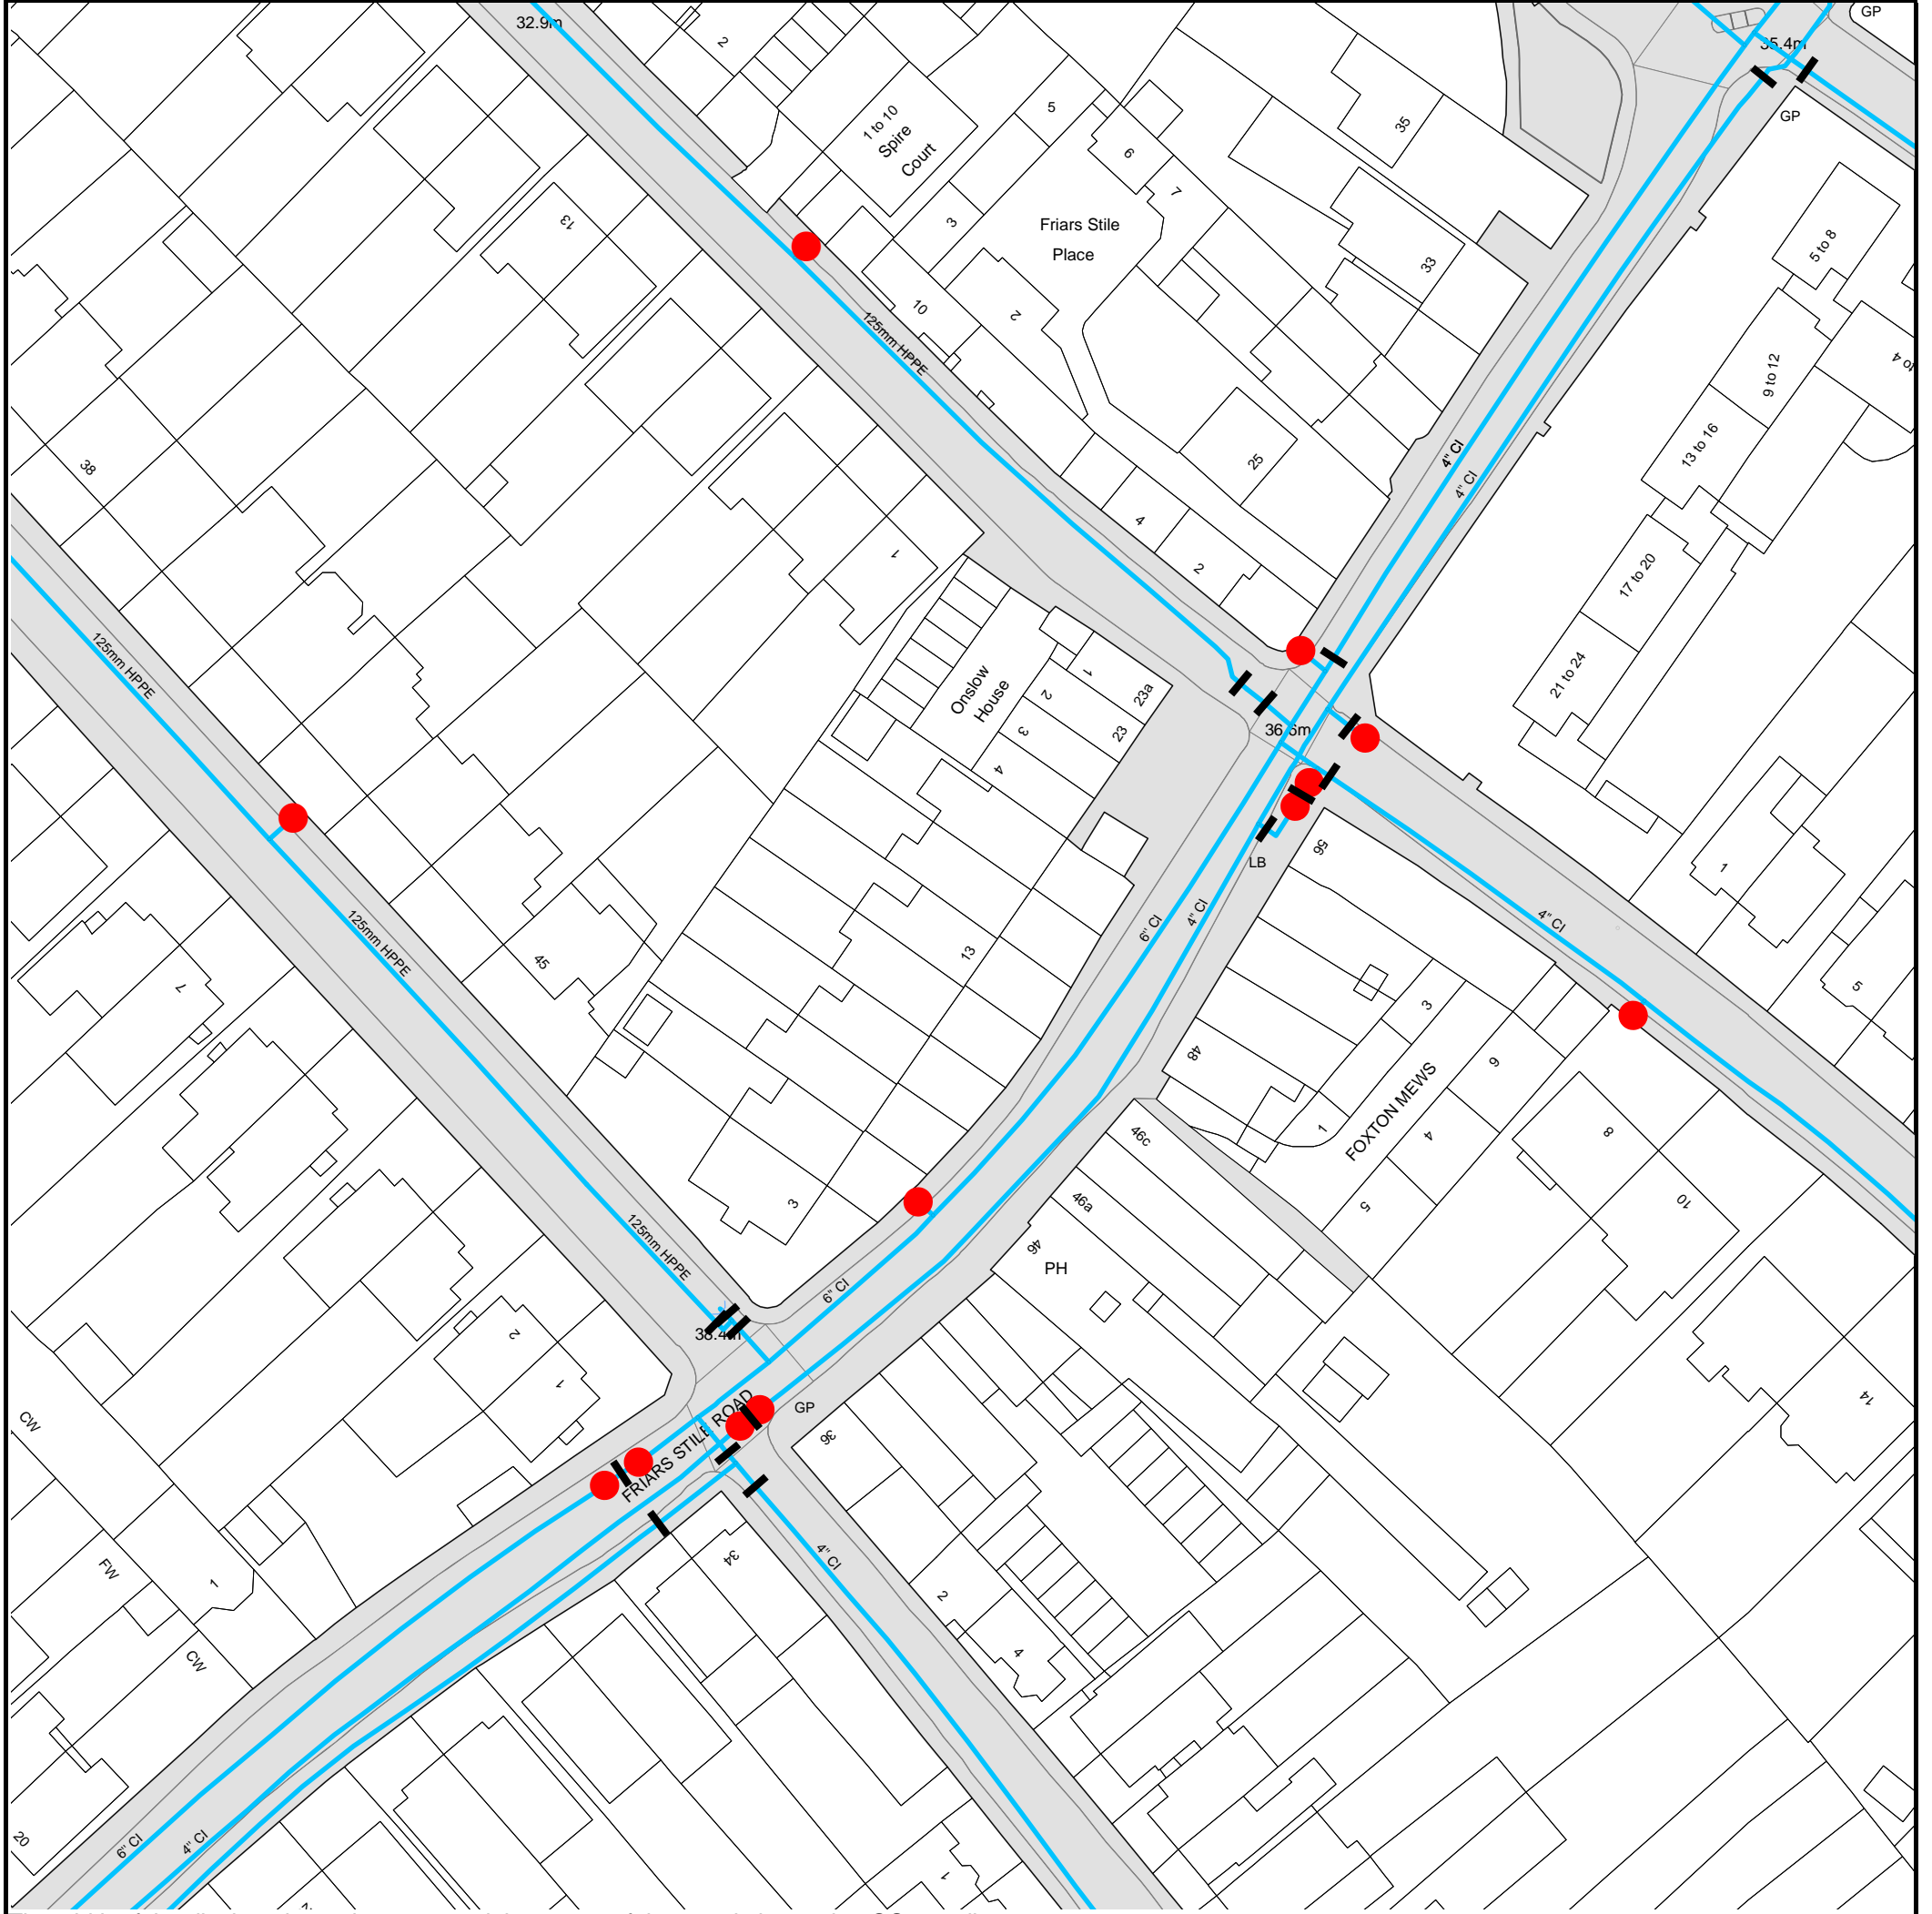 32.9m
GP
35.4m
2
1 to 10
Spire
Court
5
6
7
35
GP
13
3
Friars Stile
Place
33
5 to 8
10
2
125mm HPPE
9 to 12
38
25
4" CI
4" CI
13 to 16
4
1
2
17 to 20
125mm HPPE
Onslow
House
1
2
3
4
23a
23
21 to 24
36.6m
56
LB
1
4" CI
4" CI
6" CI
125mm HPPE
45
13
7
3
5
48
6
FOXTON MEWS
1
4
8
46c
46a
3
5
10
46
PH
125mm HPPE
6" CI
38.4m
2
1
14
CW
FRIARS STILE ROAD
GP
36
34
4" CI
FW
1
2
CW
4
20
6" CI
4" CI
1